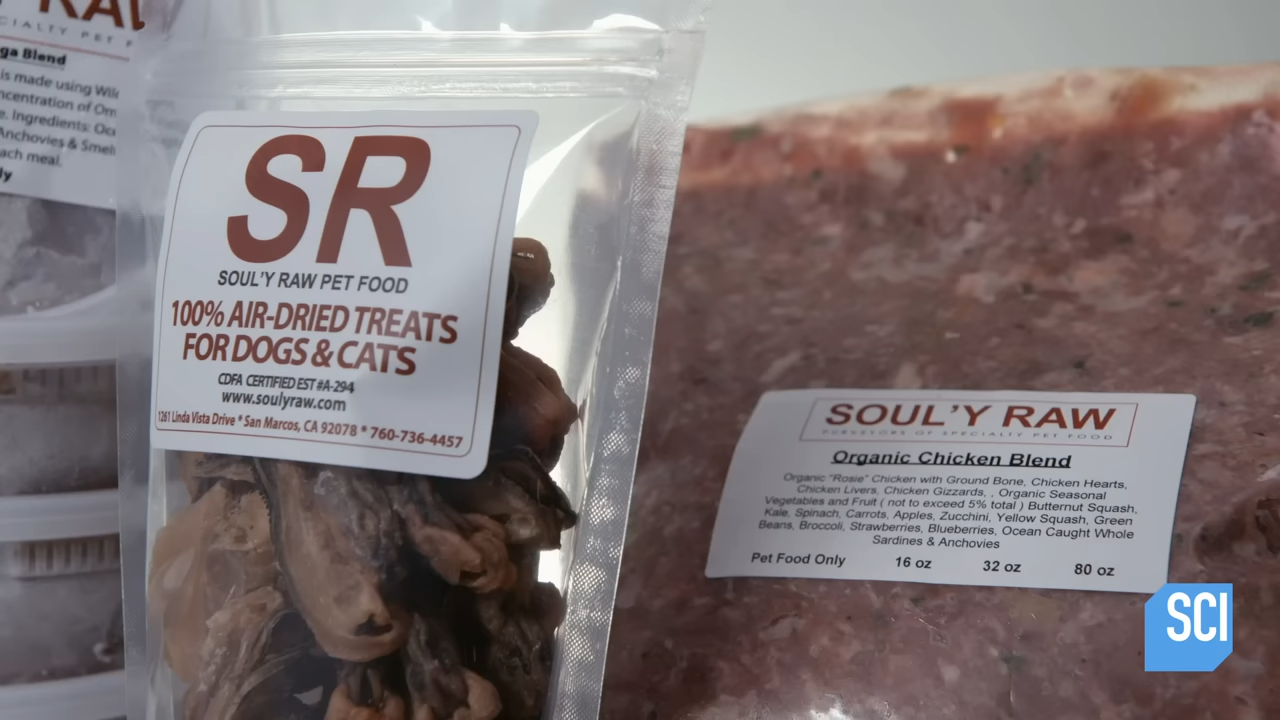 RAW
CIALTY PET F
ga Blend
is made using Wild
ncentration of Om
e. Ingredients: Oce
Anchovies & Smel
ach meal.
ly
SR
SOUL'Y RAW PET FOOD
100% AIR-DRIED TREATS
FOR DOGS & CATS
CDFA CERTIFIED EST #A-294
www.soulyraw.com
1261 Linda Vista Drive * San Marcos, CA 92078 * 760-736-4457
SOUL'Y RAW
PURVEYORS OF SPECIALTY PET FOOD
Organic Chicken Blend
Organic "Rosie" Chicken with Ground Bone, Chicken Hearts,
Chicken Livers, Chicken Gizzards, , Organic Seasonal
Vegetables and Fruit ( not to exceed 5% total ) Butternut Squash,
Kale, Spinach, Carrots, Apples, Zucchini, Yellow Squash, Green
Beans, Broccoli, Strawberries, Blueberries, Ocean Caught Whole
Sardines & Anchovies
Pet Food Only 16 oz 32 oz 80 oz
SCI